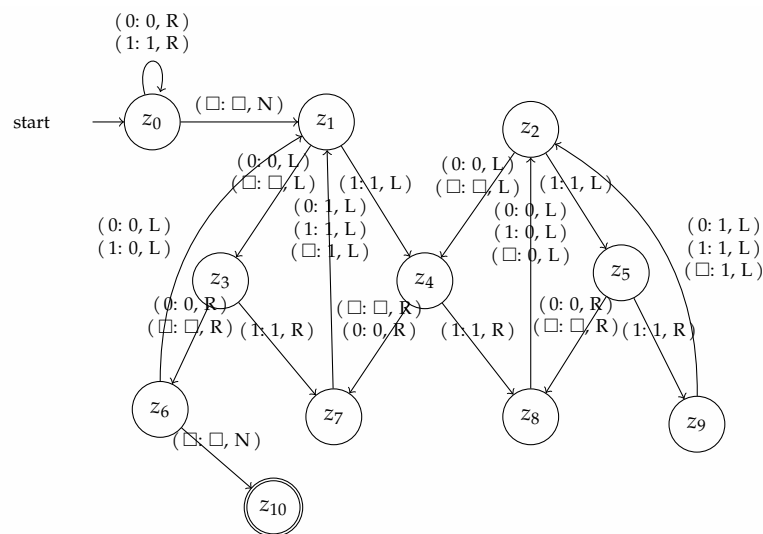 (0: 0, R)
(1: 1, R)
start
z0
(□: □, N)
z1
z2
(0: 0, L)
(□: □, L)
(1: 1, L)
(0: 0, L)
(□: □, L)
(1: 1, L)
(0: 0, L)
(1: 0, L)
(0: 1, L)
(1: 1, L)
(□: 1, L)
(0: 0, L)
(1: 0, L)
(□: 0, L)
(0: 1, L)
(1: 1, L)
(□: 1, L)
z3
z4
z5
(0: 0, R)
(□: □, R)
(1: 1, R)
(□: □, R)
(0: 0, R)
(1: 1, R)
(0: 0, R)
(□: □, R)
(1: 1, R)
z6
z7
z8
z9
(□: □, N)
z10